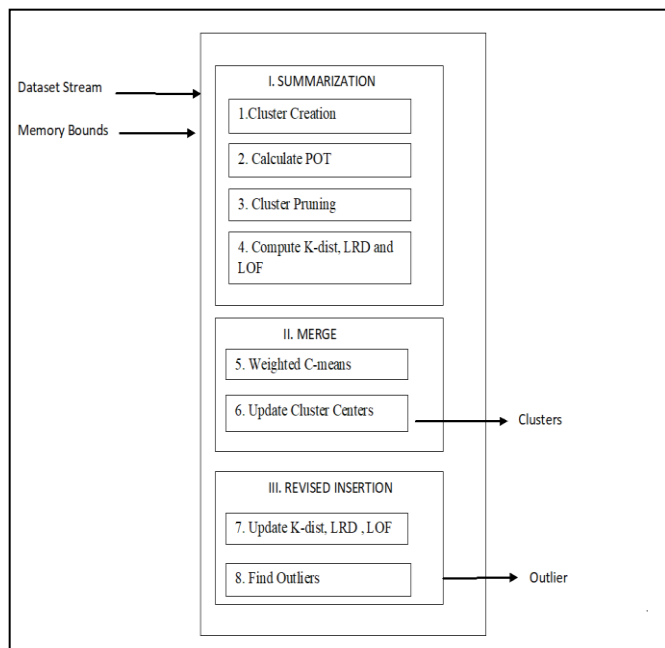 Dataset Stream
Memory Bounds
I. SUMMARIZATION
1.Cluster Creation
2. Calculate POT
3. Cluster Pruning
4. Compute K-dist, LRD and
LOF
II. MERGE
5. Weighted C-means
6. Update Cluster Centers
Clusters
III. REVISED INSERTION
7. Update K-dist, LRD , LOF
8. Find Outliers
Outlier